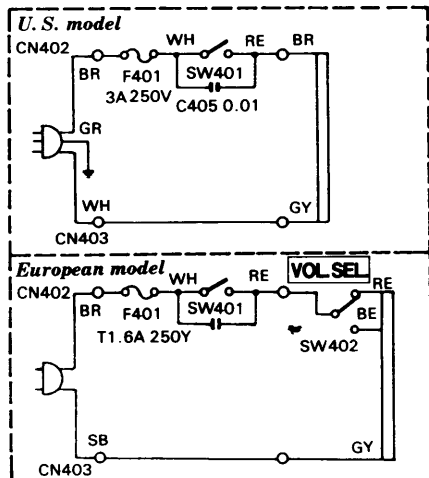 U. S. model
CN402
WH
RE
BR
BR
F401
SW401
3A 250V
C405 0.01
GR
WH
GY
CN403
European model
VOL.SEL.
CN402
WH
RE
RE
BR
F401
SW401
BE
T1.6A 250Y
SW402
SB
GY
CN403